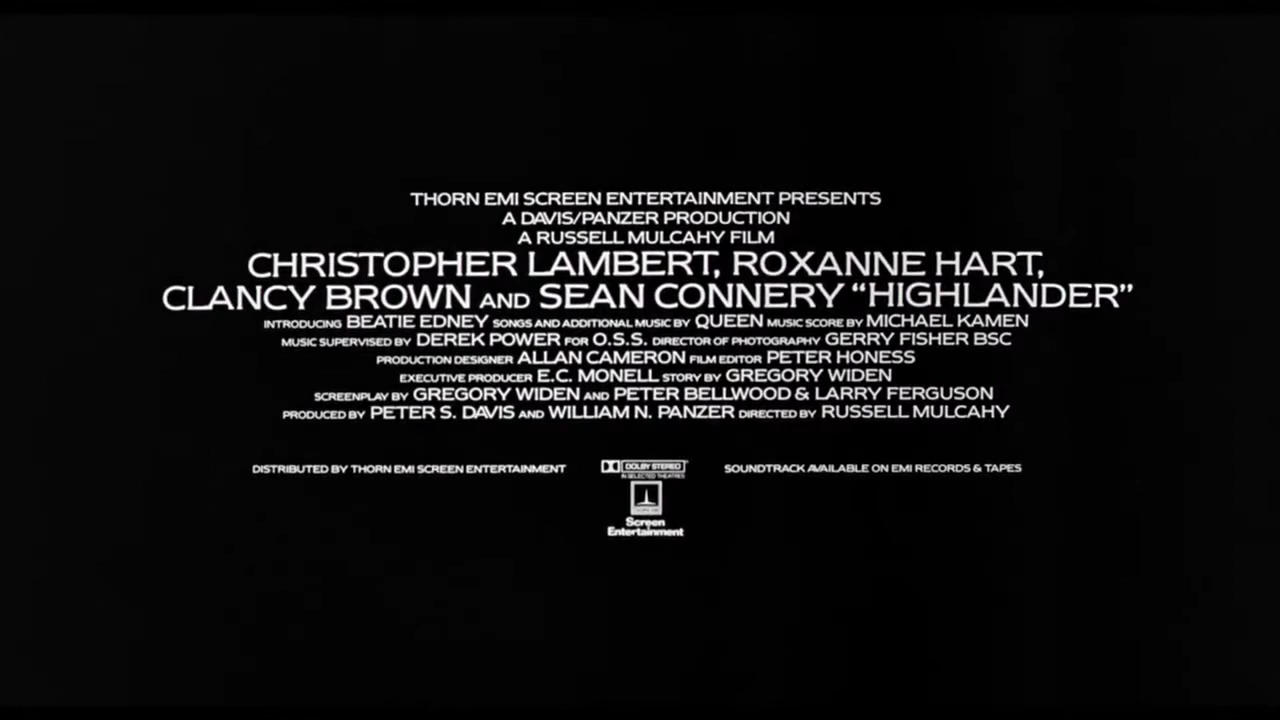 THORN EMI SCREEN ENTERTAINMENT PRESENTS
A DAVIS/PANZER PRODUCTION
A RUSSELL MULCAHY FILM
CHRISTOPHER LAMBERT, ROXANNE HART,
CLANCY BROWN AND SEAN CONNERY “HIGHLANDER”
INTRODUCING BEATIE EDNEY SONGS AND ADDITIONAL MUSIC BY QUEEN MUSIC SCORE BY MICHAEL KAMEN
MUSIC SUPERVISED BY DEREK POWER FOR O.S.S. DIRECTOR OF PHOTOGRAPHY GERRY FISHER BSC
PRODUCTION DESIGNER ALLAN CAMERON FILM EDITOR PETER HONESS
EXECUTIVE PRODUCER E.C. MONELL STORY BY GREGORY WIDEN
SCREENPLAY BY GREGORY WIDEN AND PETER BELLWOOD & LARRY FERGUSON
PRODUCED BY PETER S. DAVIS AND WILLIAM N. PANZER DIRECTED BY RUSSELL MULCAHY
DISTRIBUTED BY THORN EMI SCREEN ENTERTAINMENT
DOLBY STEREO
IN SELECTED THEATRES
SOUNDTRACK AVAILABLE ON EMI RECORDS & TAPES
Screen
Entertainment